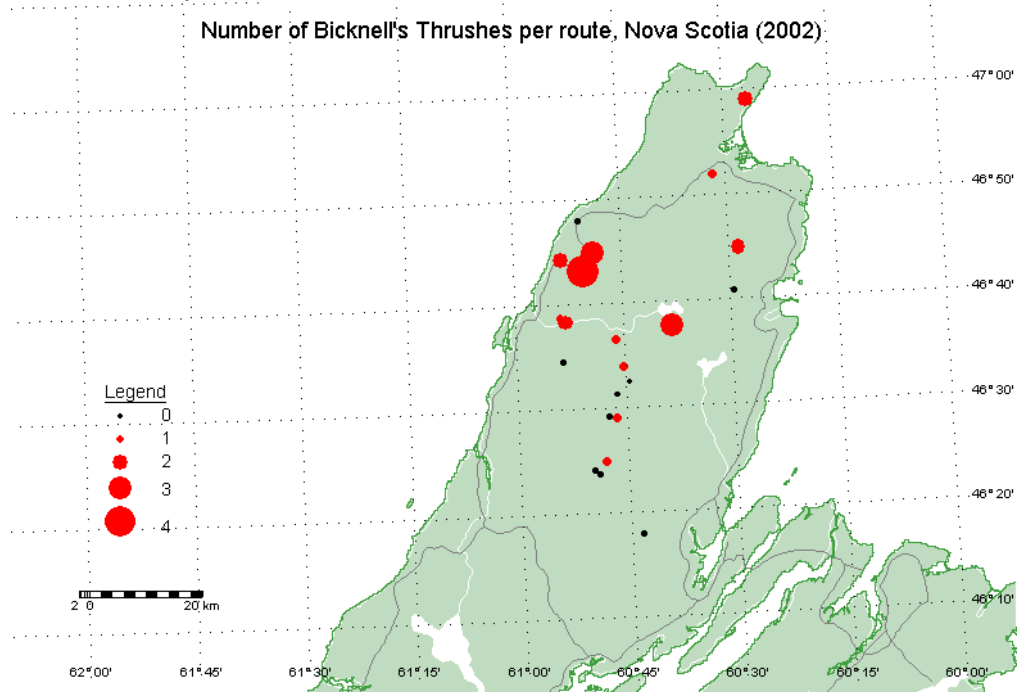 Number of Bicknell's Thrushes per route, Nova Scotia (2002)
47° 00'
46° 50'
46° 40'
46° 30'
46° 20'
46° 10'
Legend
0
1
2
3
4
2 0 20 km
62° 00' 61° 45' 61° 30' 61° 15' 61° 00' 60° 45' 60° 30' 60° 15' 60° 00'